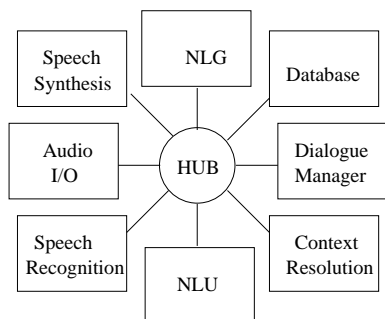 Speech
Synthesis
NLG
Database
Audio
I/O
HUB
Dialogue
Manager
Speech
Recognition
NLU
Context
Resolution